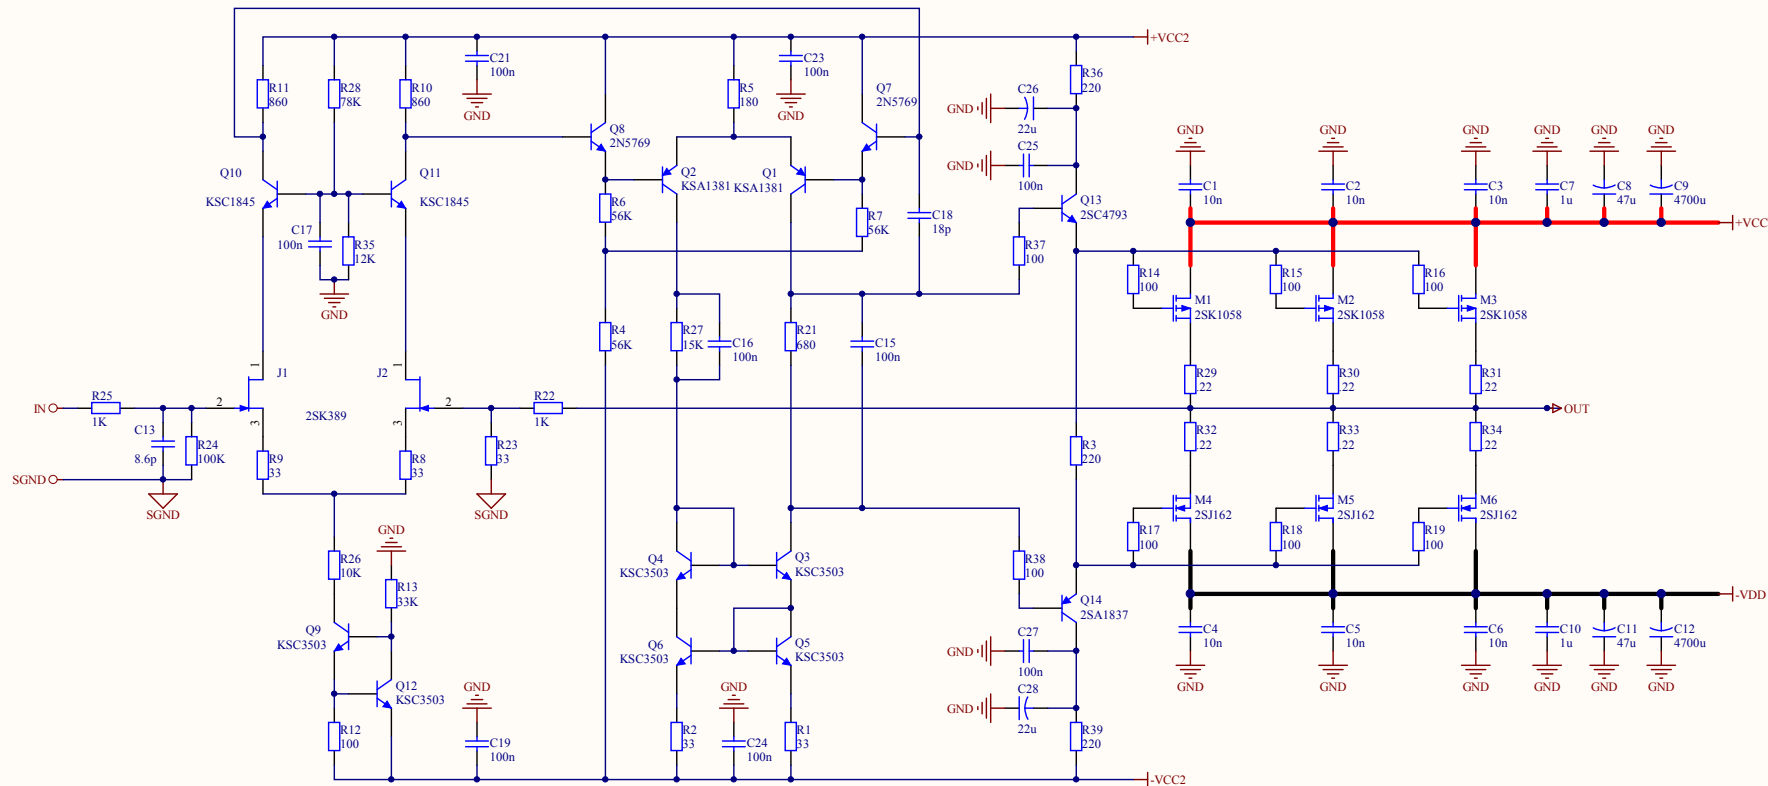 +VCC2
R11
860
R28
78K
R10
860
C21
100n
GND
R5
180
C23
100n
GND
Q7
2N5769
R36
220
GND
C26
22u
Q8
2N5769
GND
C25
100n
Q10
KSC1845
Q11
KSC1845
Q2
KSA1381
Q1
KSA1381
Q13
2SC4793
C17
100n
R35
12K
GND
R6
56K
R7
56K
C18
18p
R37
100
GND
GND
GND
GND
GND
GND
C1
10n
C2
10n
C3
10n
C7
1u
C8
47u
C9
4700u
+VCC
R14
100
R15
100
R16
100
M1
2SK1058
M2
2SK1058
M3
2SK1058
R4
56K
R27
15K
C16
100n
R21
680
C15
100n
1
J1
J2
1
R29
.22
R30
.22
R31
.22
IN
R25
1K
2
2SK389
2
R22
1K
OUT
C13
8.6p
R24
100K
3
3
R9
33
R8
33
R23
33
R3
220
R32
.22
R33
.22
R34
.22
SGND
SGND
SGND
M4
2SJ162
M5
2SJ162
M6
2SJ162
R17
100
R18
100
R19
100
GND
R26
10K
R13
33K
Q4
KSC3503
Q3
KSC3503
R38
100
Q14
2SA1837
-VDD
Q9
KSC3503
Q6
KSC3503
Q5
KSC3503
GND
C27
100n
C4
10n
C5
10n
C6
10n
C10
1u
C11
47u
C12
4700u
GND
GND
GND
GND
GND
GND
Q12
KSC3503
GND
GND
GND
C28
22u
R12
100
C19
100n
R2
33
C24
100n
R1
33
R39
220
-VCC2